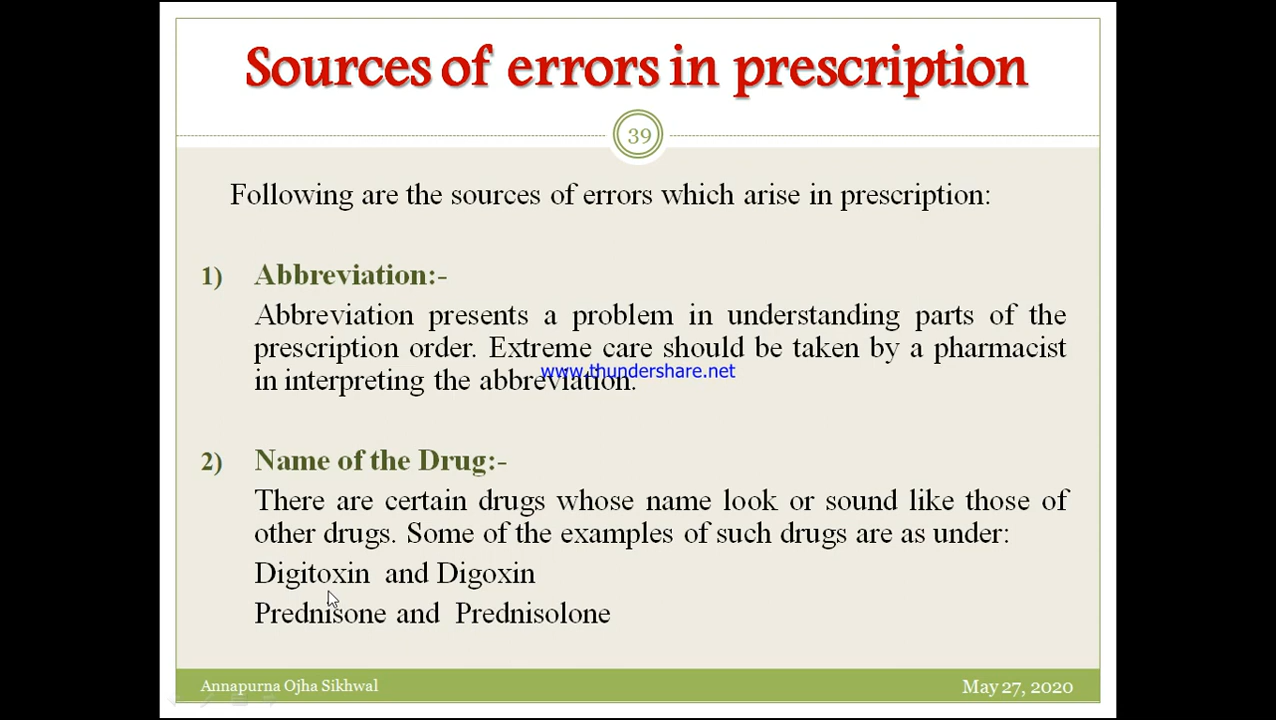 Sources of errors in prescription
39
Following are the sources of errors which arise in prescription:
1) Abbreviation:-
Abbreviation presents a problem in understanding parts of the
prescription order. Extreme care should be taken by a pharmacist
in interpreting the abbreviation.
www.thundershare.net
2) Name of the Drug:-
There are certain drugs whose name look or sound like those of
other drugs. Some of the examples of such drugs are as under:
Digitoxin and Digoxin
Prednisone and Prednisolone
Annapurna Ojha Sikhwal
May 27, 2020